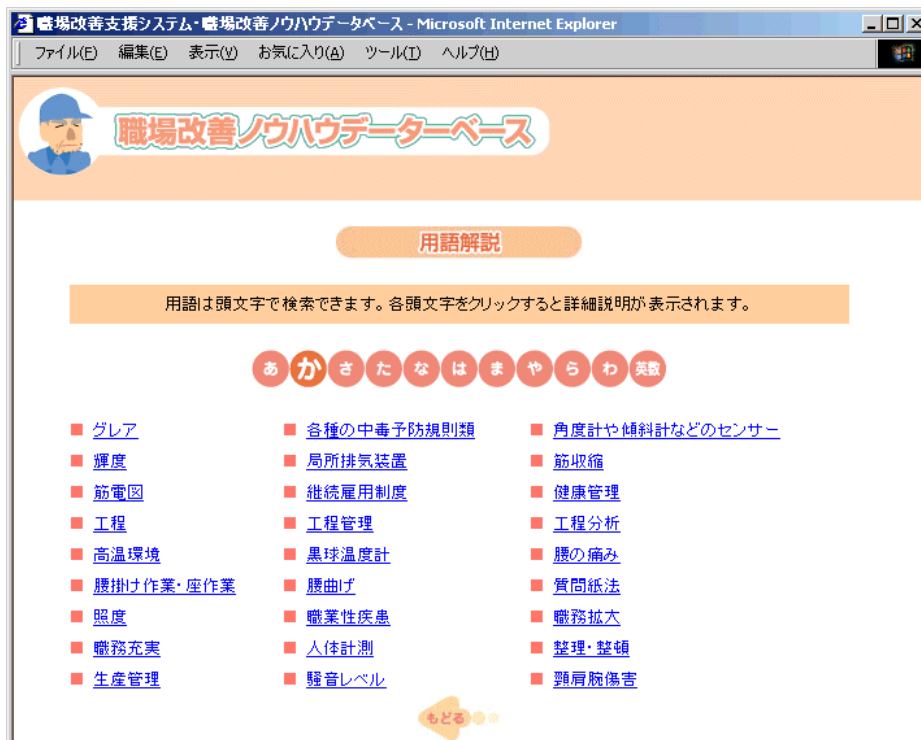 職場改善支援システム・職場改善ノウハウデータベース - Microsoft Internet Explorer
ファイル(F) 編集(E) 表示(V) お気に入り(A) ツール(T) ヘルプ(H)
職場改善ノウハウデーターベース
用語解説
用語は頭文字で検索できます。各頭文字をクリックすると詳細説明が表示されます。
あ か さ た な は ま や ら わ 英数
グレア 各種の中毒予防規則類 角度計や傾斜計などのセンサー
輝度 局所排気装置 筋収縮
筋電図 継続雇用制度 健康管理
工程 工程管理 工程分析
高温環境 黒球温度計 腰の痛み
腰掛け作業・座作業 腰曲げ 質問紙法
照度 職業性疾患 職務拡大
職務充実 人体計測 整理・整頓
生産管理 騒音レベル 頸肩腕傷害
もどる